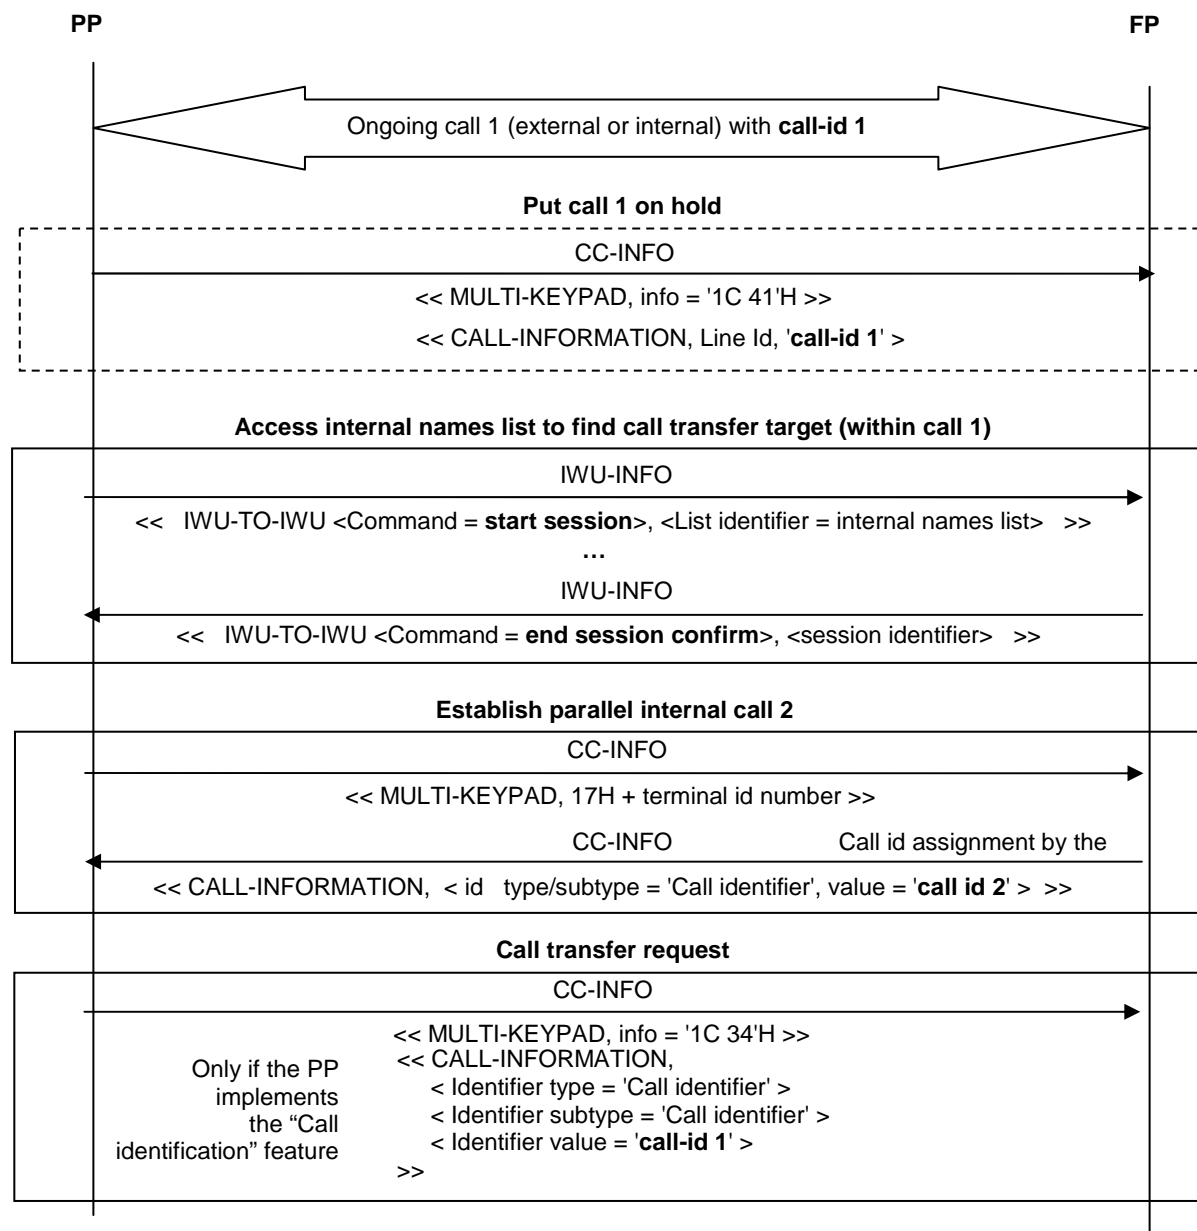 PP
FP
Ongoing call 1 (external or internal) with call-id 1
Put call 1 on hold
CC-INFO
<< MULTI-KEYPAD, info = '1C 41'H >>
<< CALL-INFORMATION, Line Id, 'call-id 1' >
Access internal names list to find call transfer target (within call 1)
IWU-INFO
<< IWU-TO-IWU <Command = start session>, <List identifier = internal names list> >>
...
IWU-INFO
<< IWU-TO-IWU <Command = end session confirm>, <session identifier> >>
Establish parallel internal call 2
CC-INFO
<< MULTI-KEYPAD, 17H + terminal id number >>
CC-INFO Call id assignment by the
<< CALL-INFORMATION, < id type/subtype = 'Call identifier', value = 'call id 2' > >>
Call transfer request
CC-INFO
<< MULTI-KEYPAD, info = '1C 34'H >>
<< CALL-INFORMATION,
< Identifier type = 'Call identifier' >
< Identifier subtype = 'Call identifier' >
< Identifier value = 'call-id 1' >
>>
Only if the PP
implements
the “Call
identification” feature